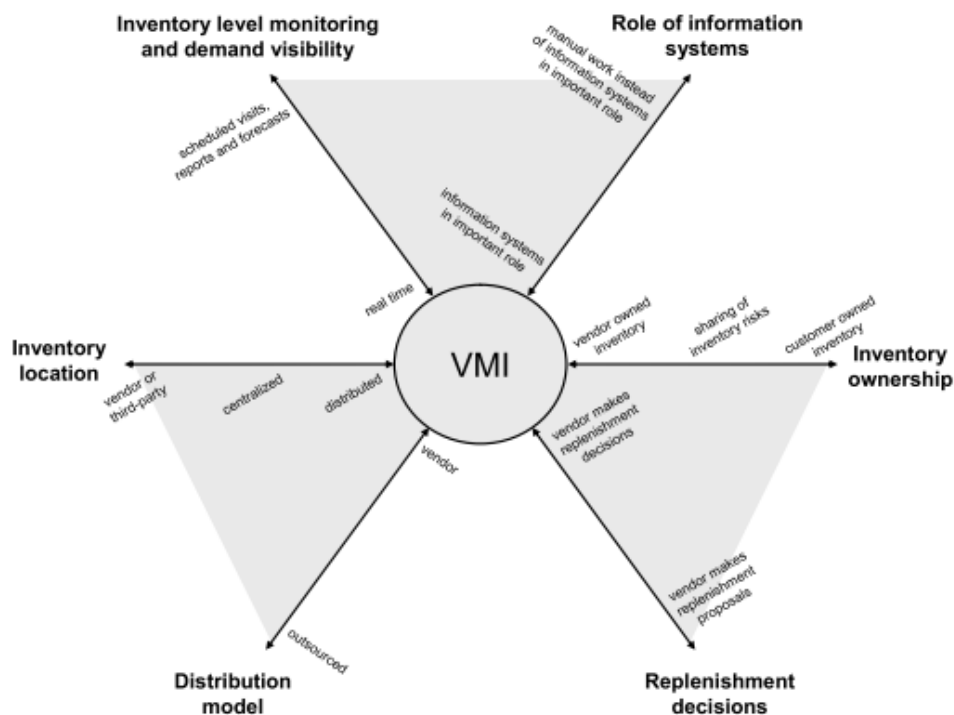 Inventory level monitoring
and demand visibility
Role of information
systems
scheduled visits,
reports and forecasts
manual work instead
of information systems
in important role
information systems
in important role
real time
Inventory
location
vendor or
third-party
centralized
distributed
VMI
vendor owned
inventory
sharing of
inventory risks
customer owned
inventory
Inventory
ownership
vendor
vendor makes
replenishment
decisions
outsourced
vendor makes
replenishment
proposals
Distribution
model
Replenishment
decisions